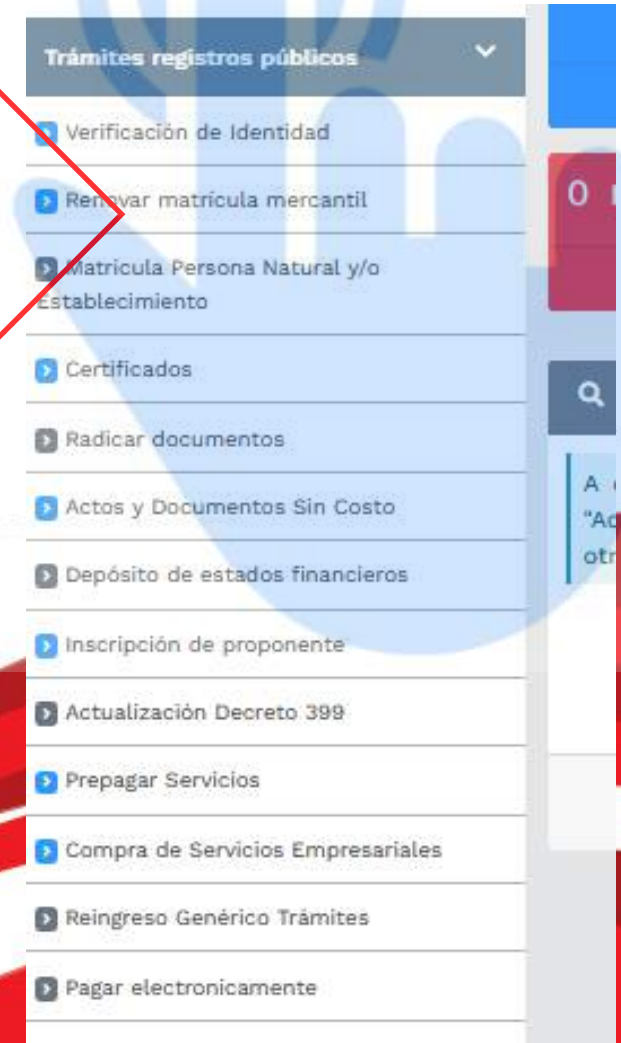 Trámites registros públicos
Verificación de Identidad
Renovar matrícula mercantil
Matricula Persona Natural y/o
Establecimiento
Certificados
Radicar documentos
Actos y Documentos Sin Costo
Depósito de estados financieros
Inscripción de proponente
Actualización Decreto 399
Prepagar Servicios
Compra de Servicios Empresariales
Reingreso Genérico Trámites
Pagar electronicamente
0
A